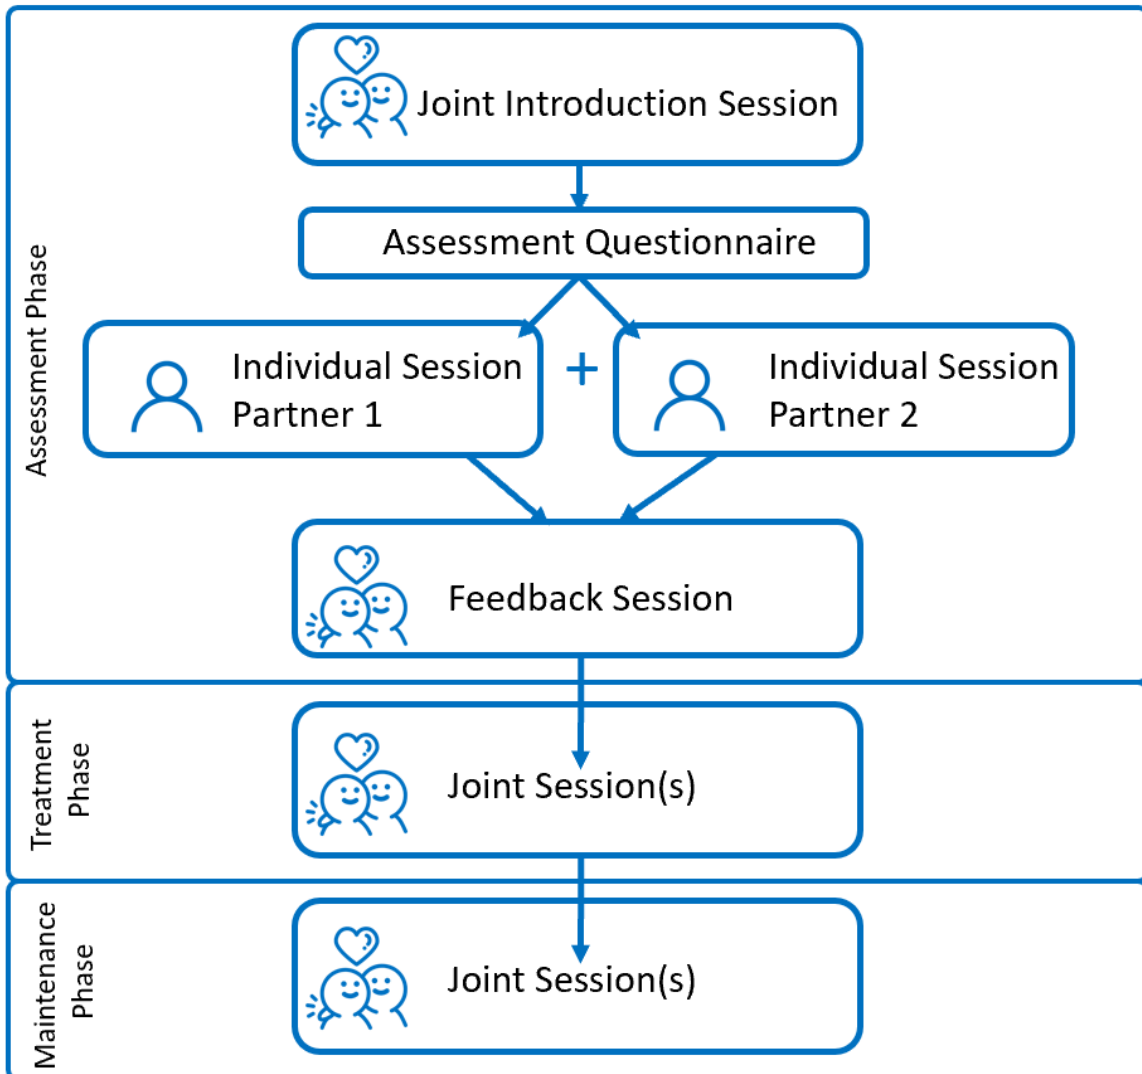 Joint Introduction Session
Assessment Questionnaire
Assessment Phase
Individual Session
Partner 1
+
Individual Session
Partner 2
Feedback Session
Treatment
Phase
Joint Session(s)
Maintenance
Phase
Joint Session(s)